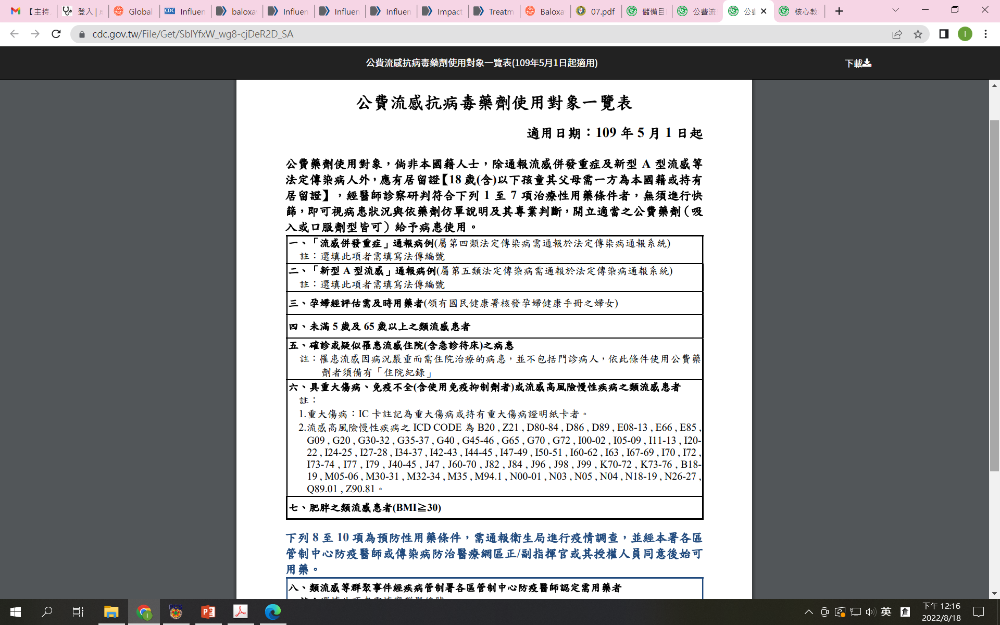 【主持
登入 |
Global
CDC
Influen
baloxa
Influen
Influen
Influen
Impact
Treatm
Baloxa
07.pdf
儲備目
公費流
公
核心教
cdc.gov.tw/File/Get/SblYfxW_wg8-cjDeR2D_SA
I
公費流感抗病毒藥劑使用對象一覽表(109年5月1日起適用)
下載
公費流感抗病毒藥劑使用對象一覽表
適用日期：109 年 5 月 1 日起
公費藥劑使用對象，倘非本國籍人士，除通報流感併發重症及新型 A 型流感等
法定傳染病人外，應有居留證【18 歲(含)以下孩童其父母需一方為本國籍或持有
居留證】，經醫師診察研判符合下列 1 至 7 項治療性用藥條件者，無須進行快
篩，即可視病患狀況與依藥劑仿單說明及其專業判斷，開立適當之公費藥劑（吸
入或口服劑型皆可）給予病患使用。
一、「流感併發重症」通報病例(屬第四類法定傳染病需通報於法定傳染病通報系統)
註：選填此項者需填寫法傳編號
二、「新型 A 型流感」通報病例(屬第五類法定傳染病需通報於法定傳染病通報系統)
註：選填此項者需填寫法傳編號
三、孕婦經評估需及時用藥者(領有國民健康署核發孕婦健康手冊之婦女)
四、未滿 5 歲及 65 歲以上之類流感患者
五、確診或疑似罹患流感住院(含急診待床)之病患
註：罹患流感因病況嚴重而需住院治療的病患，並不包括門診病人，依此條件使用公費藥
劑者須備有「住院紀錄」
六、具重大傷病、免疫不全(含使用免疫抑制劑者)或流感高風險慢性疾病之類流感患者
註：
1.重大傷病：IC 卡註記為重大傷病或持有重大傷病證明紙卡者。
2.流感高風險慢性疾病之 ICD CODE 為 B20 , Z21 , D80-84 , D86 , D89 , E08-13 , E66 , E85 ,
G09 , G20 , G30-32 , G35-37 , G40 , G45-46 , G65 , G70 , G72 , I00-02 , I05-09 , I11-13 , I20-
22 , I24-25 , I27-28 , I34-37 , I42-43 , I44-45 , I47-49 , I50-51 , I60-62 , I63 , I67-69 , I70 , I72 ,
I73-74 , I77 , I79 , J40-45 , J47 , J60-70 , J82 , J84 , J96 , J98 , J99 , K70-72 , K73-76 , B18-
19 , M05-06 , M30-31 , M32-34 , M35 , M94.1 , N00-01 , N03 , N05 , N04 , N18-19 , N26-27 ,
Q89.01 , Z90.81。
七、肥胖之類流感患者(BMI≧30)
下列 8 至 10 項為預防性用藥條件，需通報衛生局進行疫情調查，並經本署各區
管制中心防疫醫師或傳染病防治醫療網區正/副指揮官或其授權人員同意後始可
用藥。
八、類流感等群聚事件經疾病管制署各區管制中心防疫醫師認定需用藥者
英
倉
下午 12:16
2022/8/18